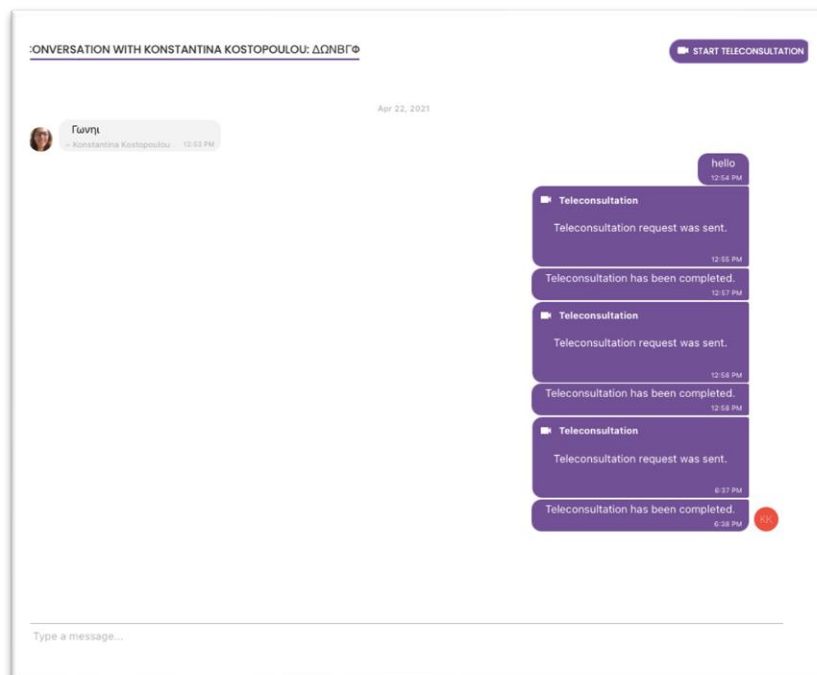 :ONVERSATION WITH KONSTANTINA KOSTOPOULOU: ΔΩΝΒΓΦ
START TELECONSULTATION
Apr 22, 2021
Γωνηι
– Konstantina Kostopoulou 12:53 PM
hello
12:54 PM
Teleconsultation
Teleconsultation request was sent.
12:55 PM
Teleconsultation has been completed.
12:57 PM
Teleconsultation
Teleconsultation request was sent.
12:58 PM
Teleconsultation has been completed.
12:58 PM
Teleconsultation
Teleconsultation request was sent.
6:37 PM
Teleconsultation has been completed.
6:38 PM
KK
Type a message...